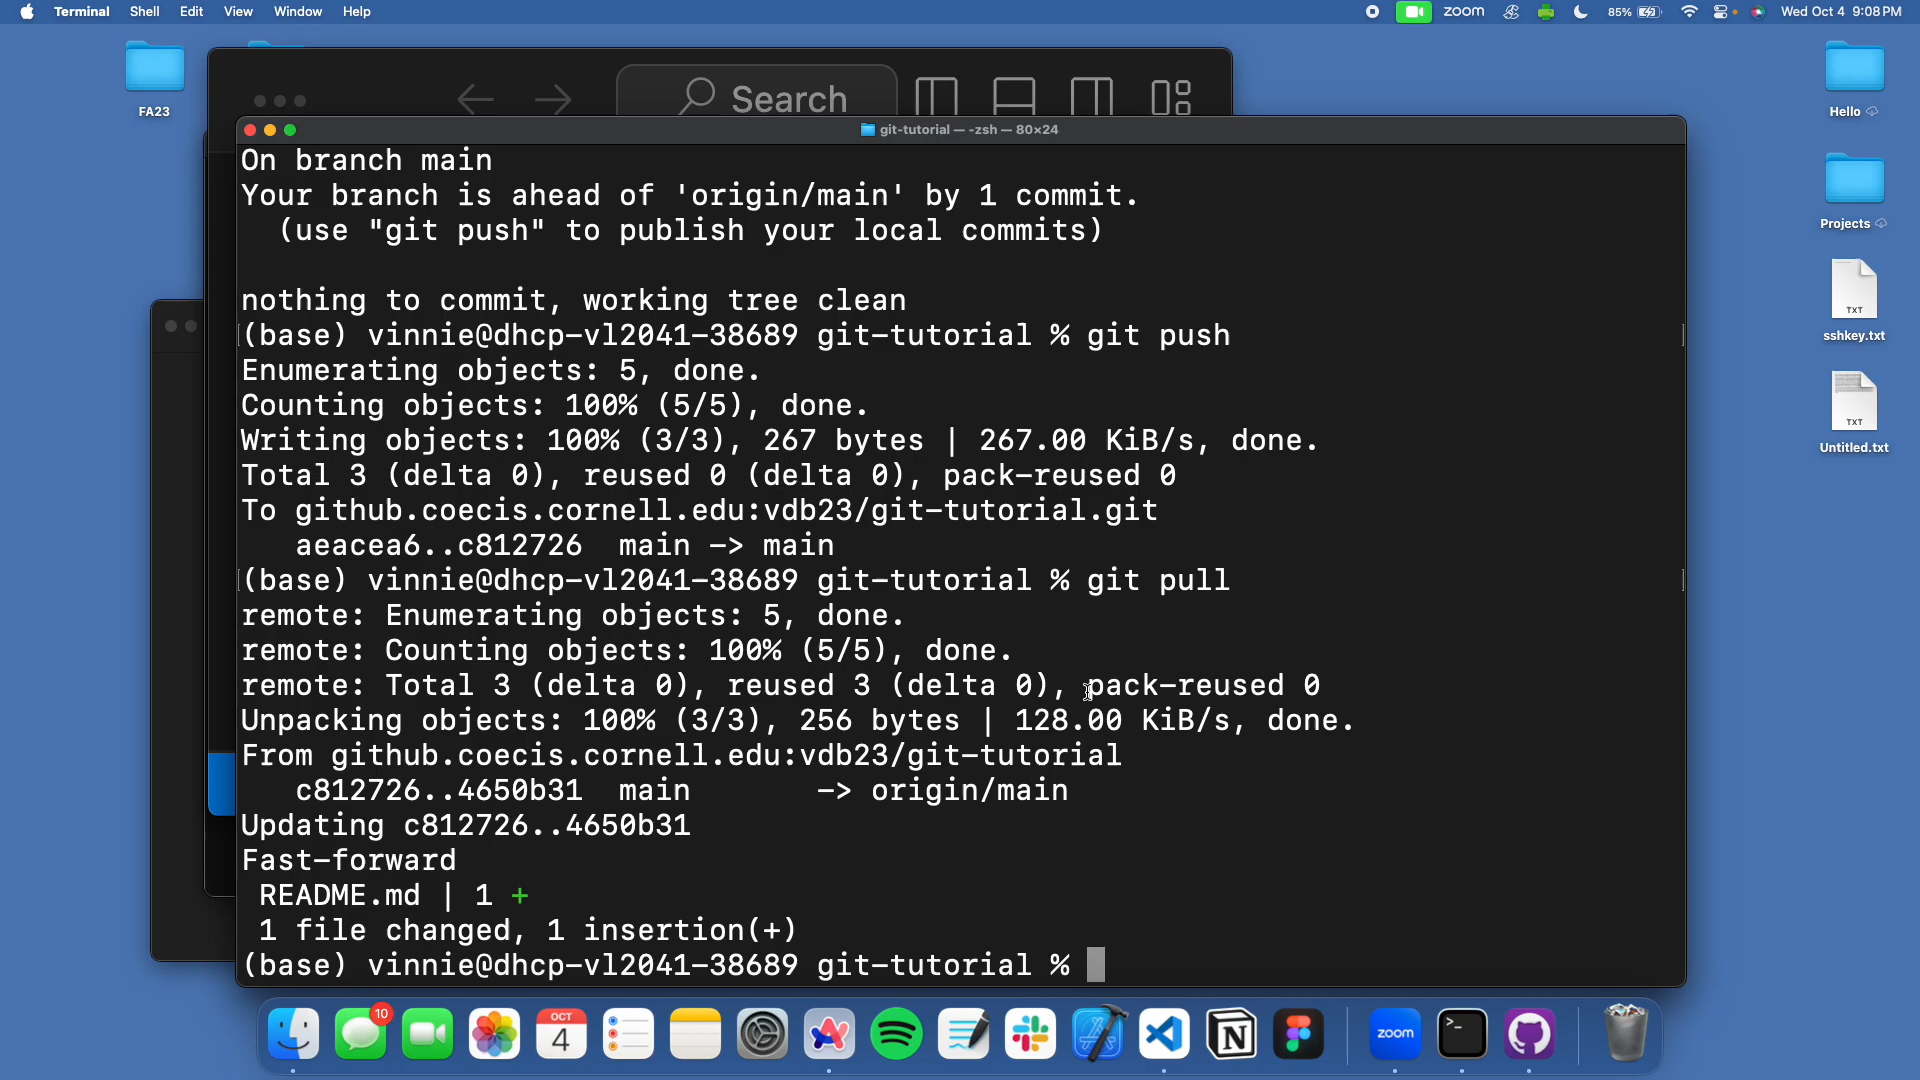 Terminal Shell Edit View Window Help
zoom 85% Wed Oct 4 9:08 PM
FA23
Search
Hello
Projects
TXT
sshkey.txt
TXT
Untitled.txt
git-tutorial — -zsh — 80×24
On branch main
Your branch is ahead of 'origin/main' by 1 commit.
(use "git push" to publish your local commits)
nothing to commit, working tree clean
(base) vinnie@dhcp-vl2041-38689 git-tutorial % git push
Enumerating objects: 5, done.
Counting objects: 100% (5/5), done.
Writing objects: 100% (3/3), 267 bytes | 267.00 KiB/s, done.
Total 3 (delta 0), reused 0 (delta 0), pack-reused 0
To github.coecis.cornell.edu:vdb23/git-tutorial.git
aeacea6..c812726 main -> main
(base) vinnie@dhcp-vl2041-38689 git-tutorial % git pull
remote: Enumerating objects: 5, done.
remote: Counting objects: 100% (5/5), done.
remote: Total 3 (delta 0), reused 3 (delta 0), pack-reused 0
Unpacking objects: 100% (3/3), 256 bytes | 128.00 KiB/s, done.
From github.coecis.cornell.edu:vdb23/git-tutorial
c812726..4650b31 main -> origin/main
Updating c812726..4650b31
Fast-forward
README.md | 1 +
1 file changed, 1 insertion(+)
(base) vinnie@dhcp-vl2041-38689 git-tutorial %
10
OCT
4
zoom